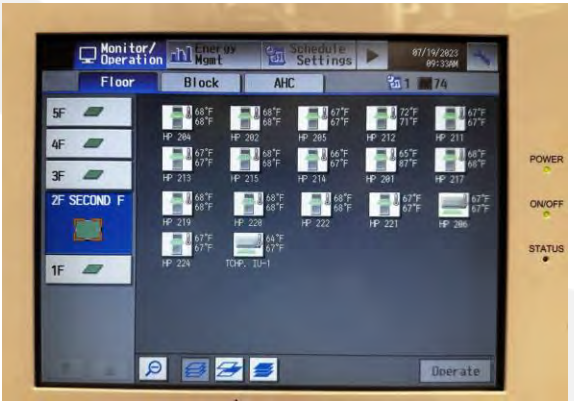 Monitor/ Operation Energy Mgmt Schedule Settings 07/19/2023 09:33AM
Floor Block AHC 1 74
5F
4F
3F
2F SECOND F
1F
68°F 68°F 67°F 72°F 67°F
68°F 68°F 67°F 71°F 67°F
HP 204 HP 202 HP 205 HP 212 HP 211
67°F 67°F 66°F 65°F 68°F
67°F 67°F 67°F 87°F 68°F
HP 213 HP 215 HP 214 HP 201 HP 217
68°F 68°F 68°F 67°F 67°F
68°F 68°F 68°F 67°F 67°F
HP 219 HP 220 HP 222 HP 221 HP 206
67°F 64°F
67°F 67°F
HP 224 TCHP. IU-1
Operate
POWER
ON/OFF
STATUS